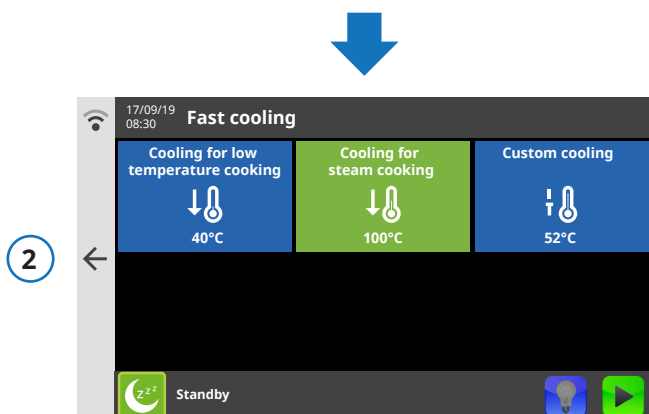 17/09/19
08:30
Fast cooling
Cooling for low
temperature cooking
40°C
Cooling for
steam cooking
100°C
Custom cooling
T
52°C
2
zzz
Standby